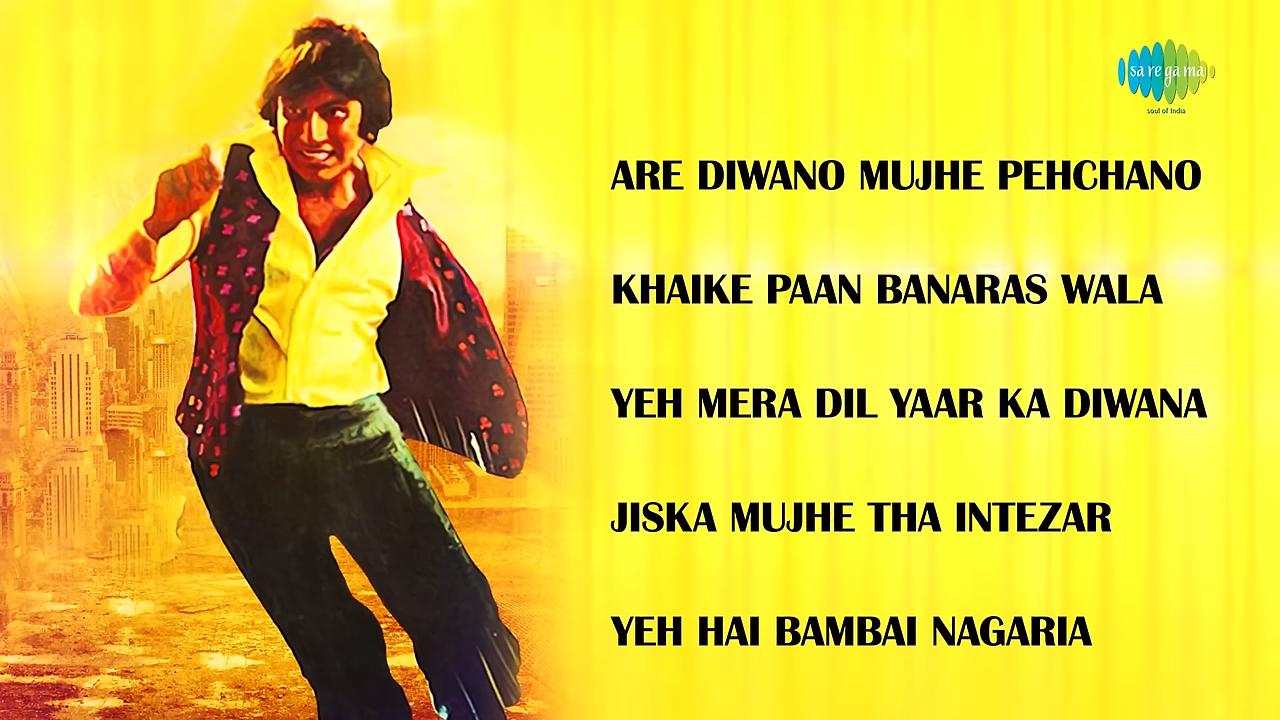 sa re ga ma
soul of India
ARE DIWANO MUJHE PEHCHANO
KHAIKE PAAN BANARAS WALA
YEH MERA DIL YAAR KA DIWANA
JISKA MUJHE THA INTEZAR
YEH HAI BAMBAI NAGARIA